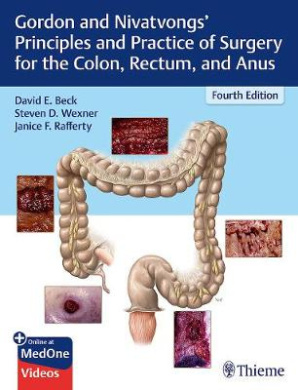 Gordon and Nivatvongs'
Principles and Practice of Surgery
for the Colon, Rectum, and Anus
David E. Beck
Steven D. Wexner
Janice F. Rafferty
Fourth Edition
+ Online at
MedOne
Videos
Thieme